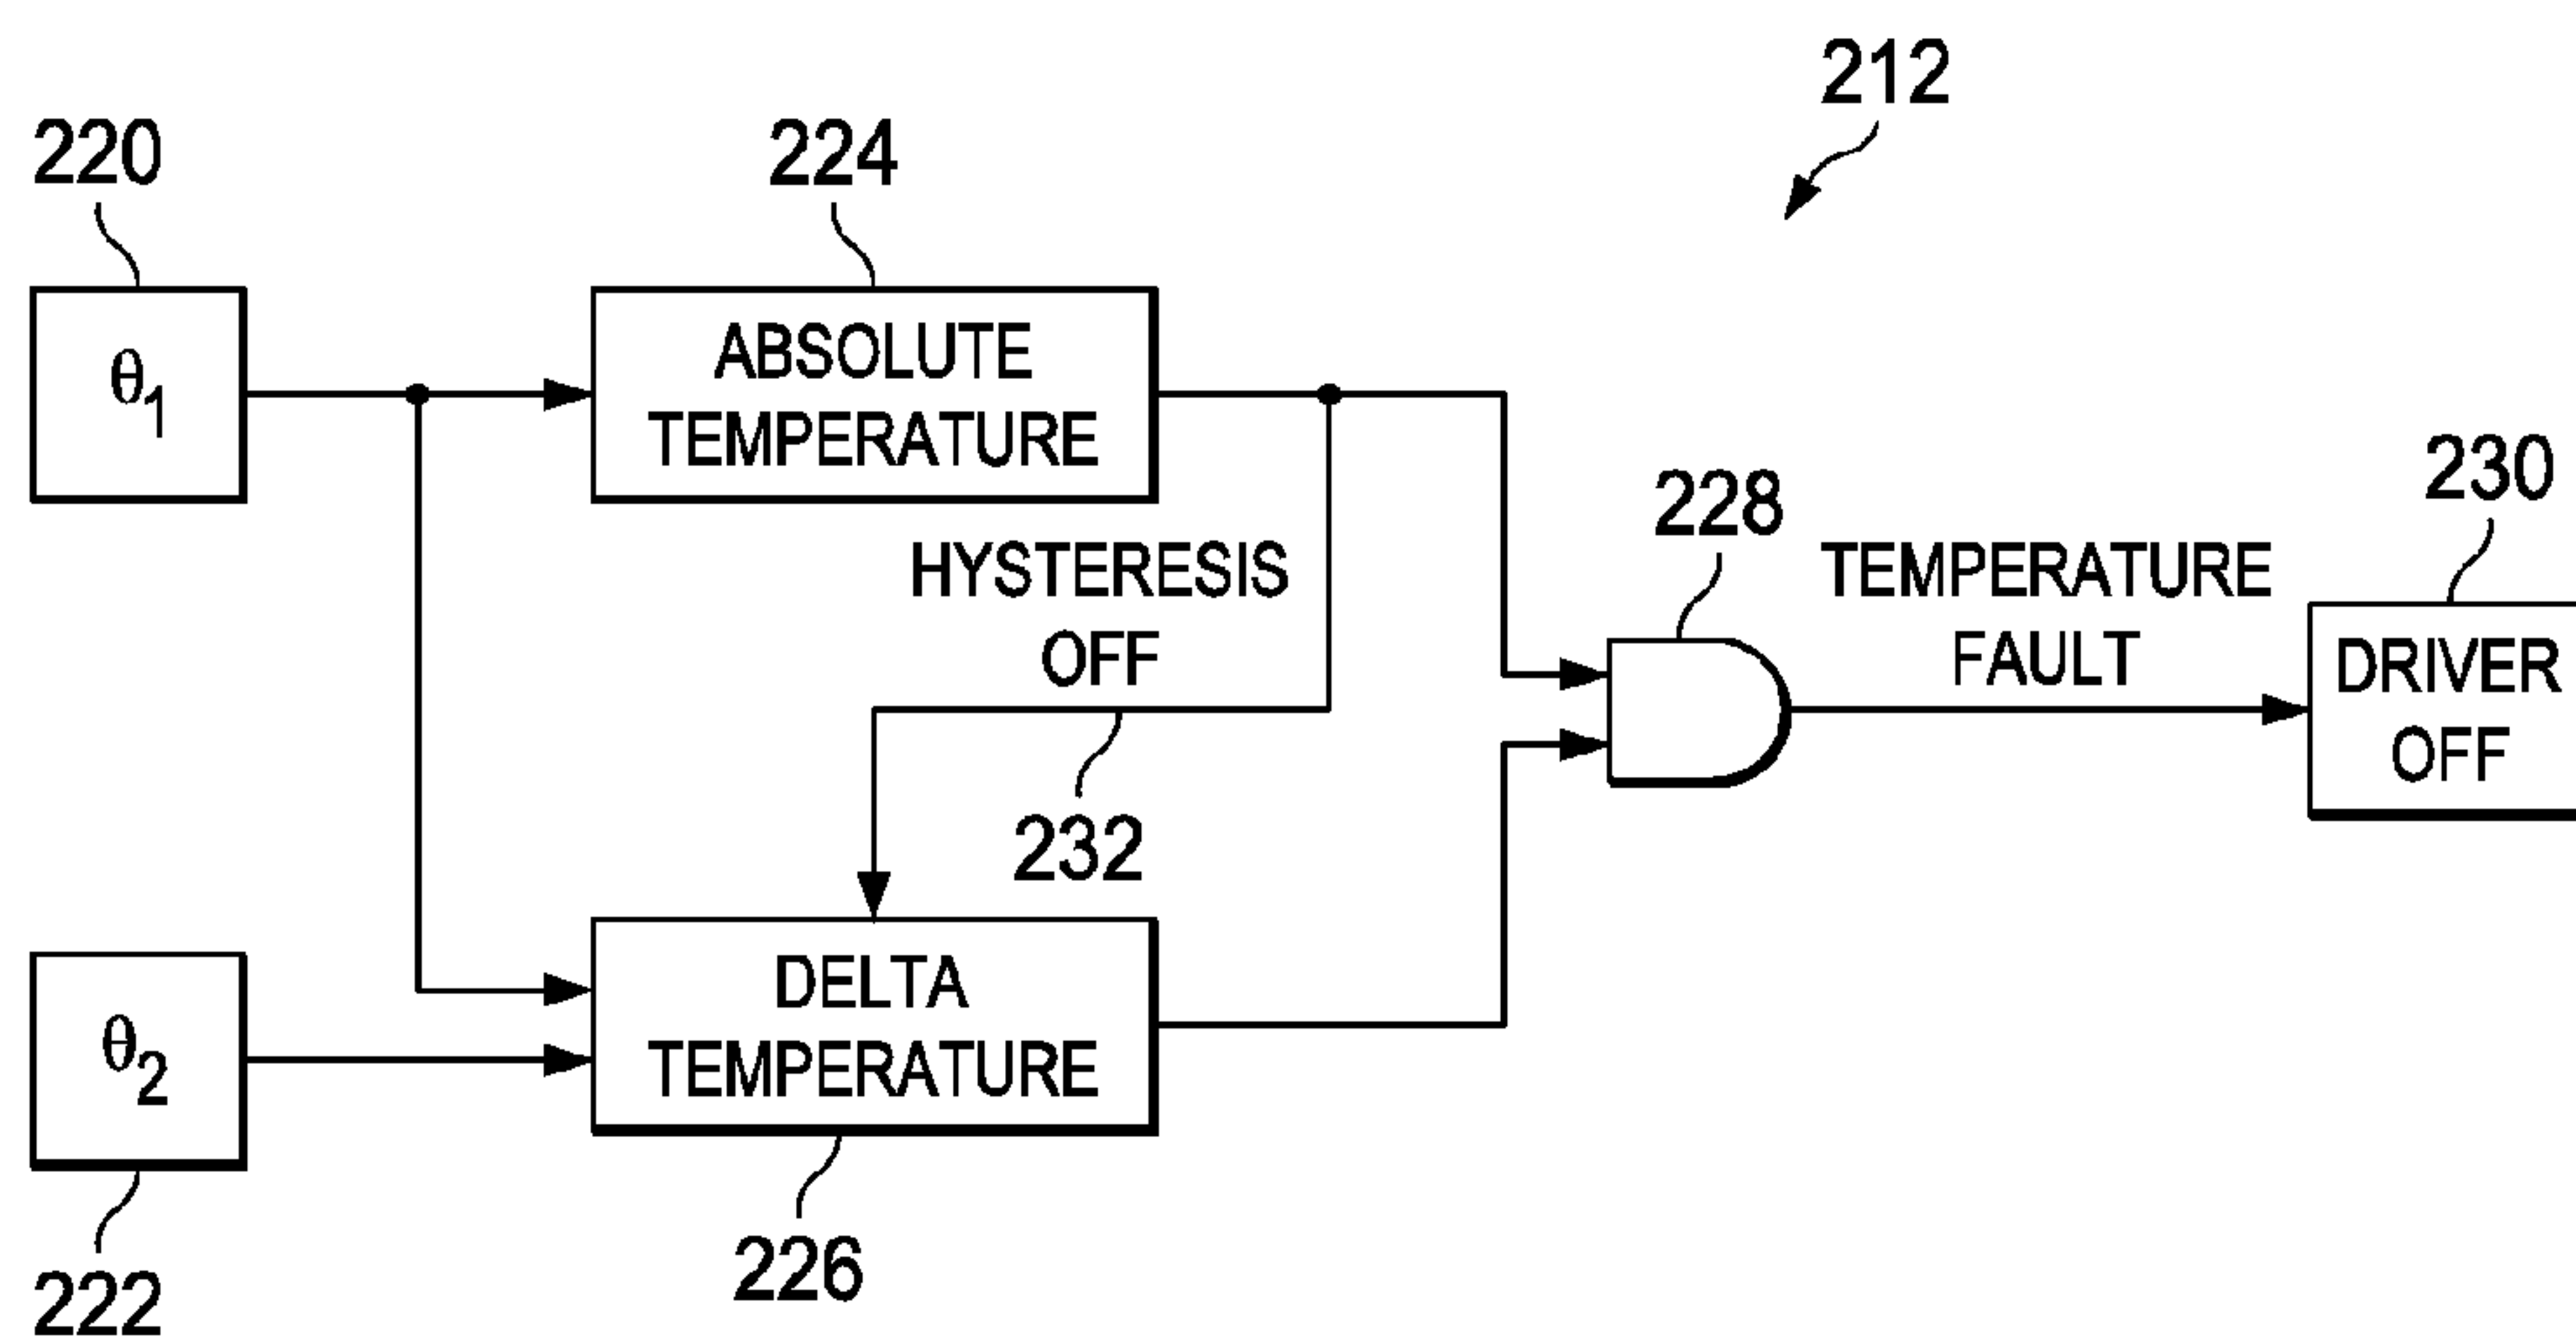 212
220
224
θ1
ABSOLUTE
TEMPERATURE
HYSTERESIS
OFF
228
TEMPERATURE
FAULT
230
DRIVER
OFF
232
θ2
DELTA
TEMPERATURE
222
226